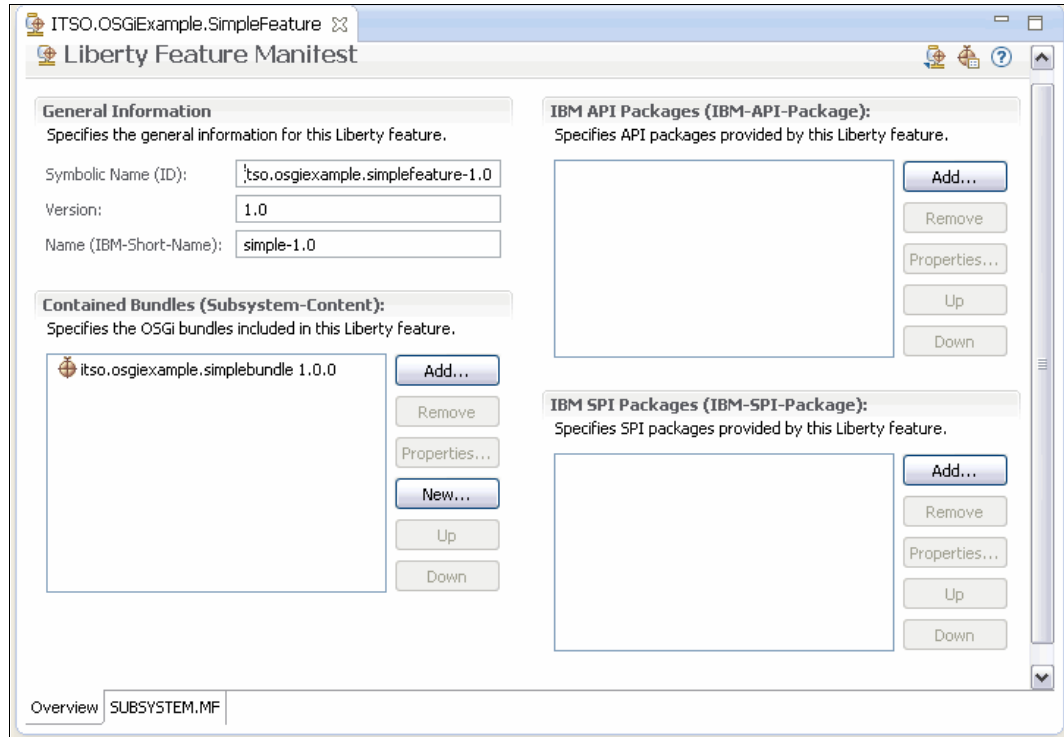 ITSO.OSGiExample.SimpleFeature
Liberty Feature Manifest
General Information
Specifies the general information for this Liberty feature.
Symbolic Name (ID): itso.osgiexample.simplefeature-1.0
Version: 1.0
Name (IBM-Short-Name): simple-1.0
Contained Bundles (Subsystem-Content):
Specifies the OSGi bundles included in this Liberty feature.
itso.osgiexample.simplebundle 1.0.0
Add...
Remove
Properties...
New...
Up
Down
IBM API Packages (IBM-API-Package):
Specifies API packages provided by this Liberty feature.
Add...
Remove
Properties...
Up
Down
IBM SPI Packages (IBM-SPI-Package):
Specifies SPI packages provided by this Liberty feature.
Add...
Remove
Properties...
Up
Down
Overview
SUBSYSTEM.MF